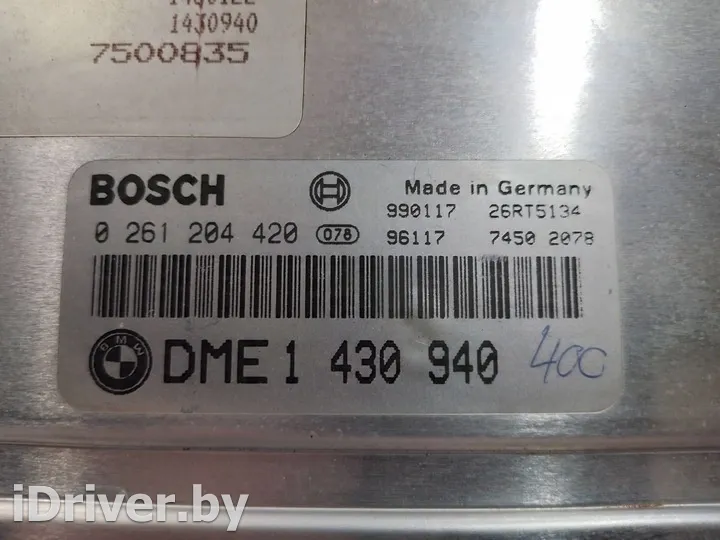 1430940
7500835
BOSCH Made in Germany
990117 26RT5134
0 261 204 420 078 96117 7450 2078
BMW DME 1 430 940 400
iDriver.by